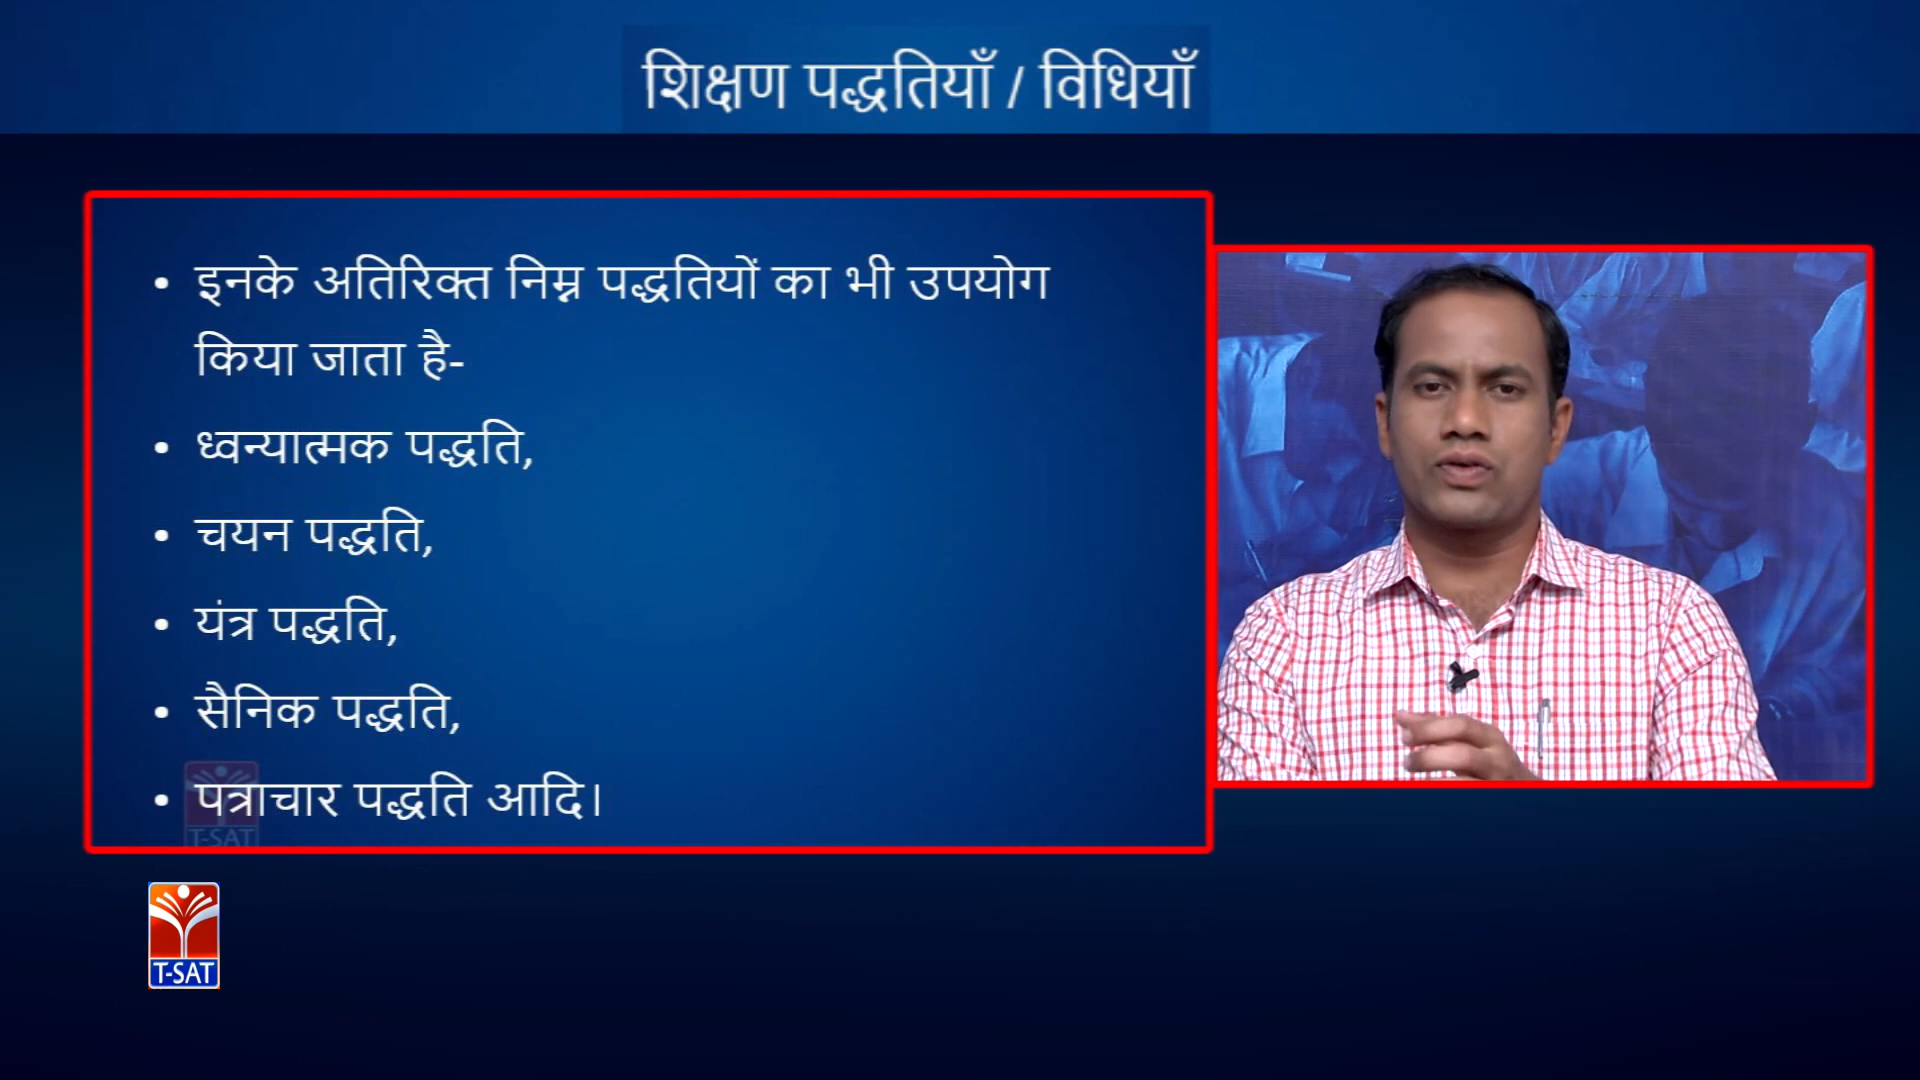 शिक्षण पद्धतियाँ / विधियाँ
• इनके अतिरिक्त निम्न पद्धतियों का भी उपयोग
किया जाता है-
• ध्वन्यात्मक पद्धति,
• चयन पद्धति,
• यंत्र पद्धति,
• सैनिक पद्धति,
• पत्राचार पद्धति आदि।
T-SAT
T-SAT